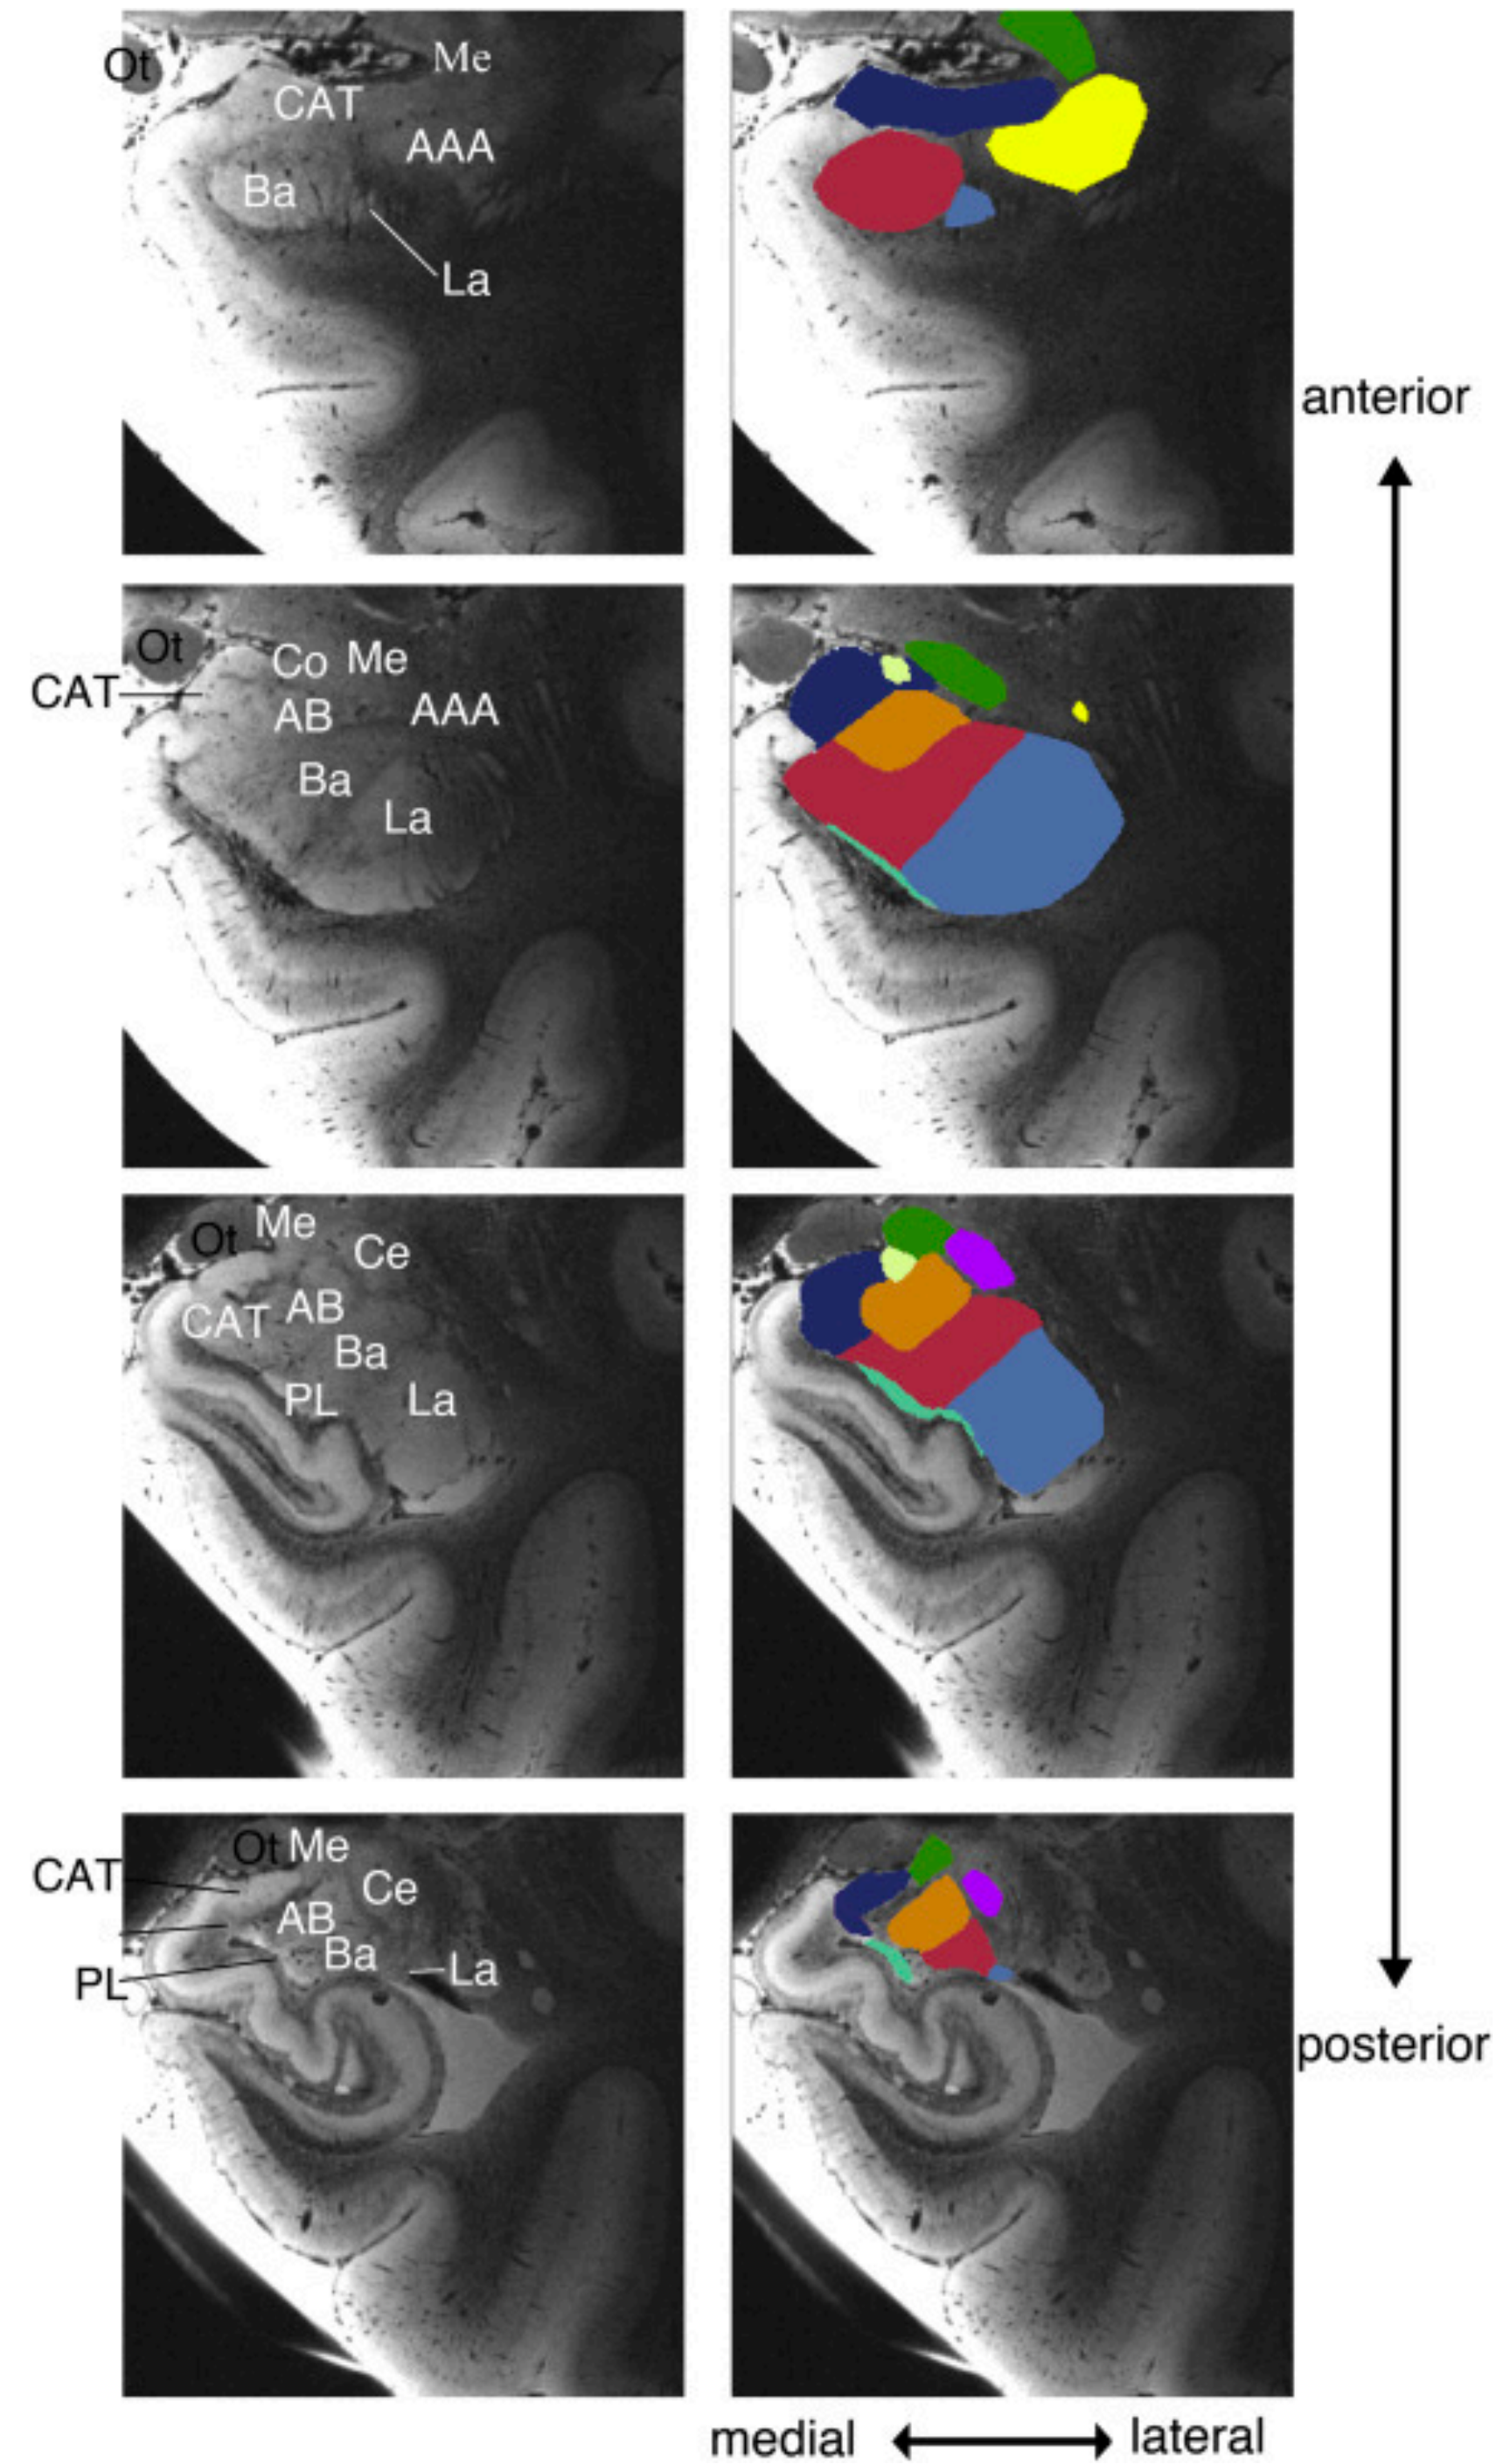 Ot
Me
CAT
AAA
Ba
La
anterior
Ot
Co Me
CAT
AB
AAA
Ba
La
Ot
Me
Ce
CAT
AB
Ba
PL
La
Ot Me
CAT
Ce
AB
Ba
La
PL
posterior
medial
lateral